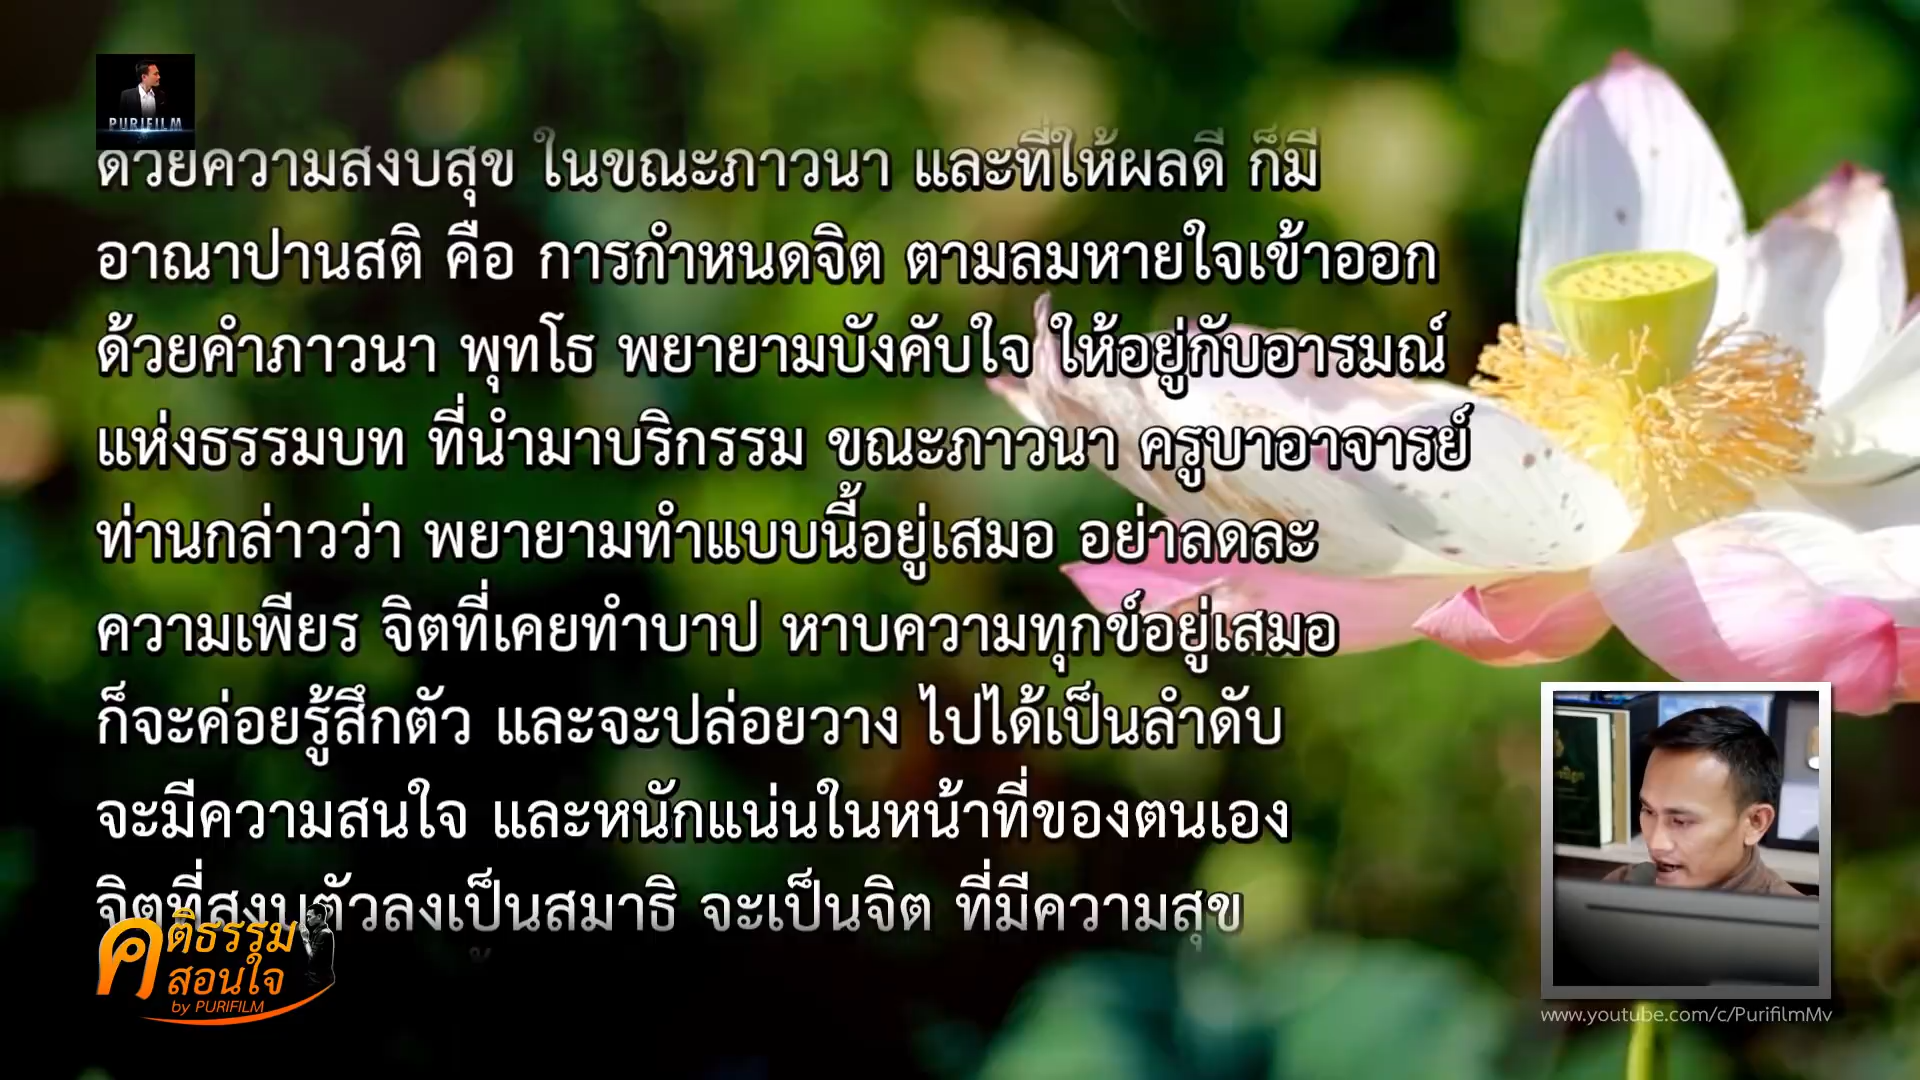 PURIFILM
ด้วยความสงบสุข ในขณะภาวนา และที่ให้ผลดี ก็มี
อาณาปานสติ คือ การกำหนดจิต ตามลมหายใจเข้าออก
ด้วยคำภาวนา พุทโธ พยายามบังคับใจ ให้อยู่กับอารมณ์
แห่งธรรมบท ที่นำมาบริกรรม ขณะภาวนา ครูบาอาจารย์
ท่านกล่าวว่า พยายามทำแบบนี้อยู่เสมอ อย่าลดละ
ความเพียร จิตที่เคยทำบาป หาบความทุกข์อยู่เสมอ
ก็จะค่อยรู้สึกตัว และจะปล่อยวาง ไปได้เป็นลำดับ
จะมีความสนใจ และหนักแน่นในหน้าที่ของตนเอง
จิตที่สงบตัวลงเป็นสมาธิ จะเป็นจิต ที่มีความสุข
คติธรรม
สอนใจ
by PURIFILM
www.youtube.com/c/PurifilmMv